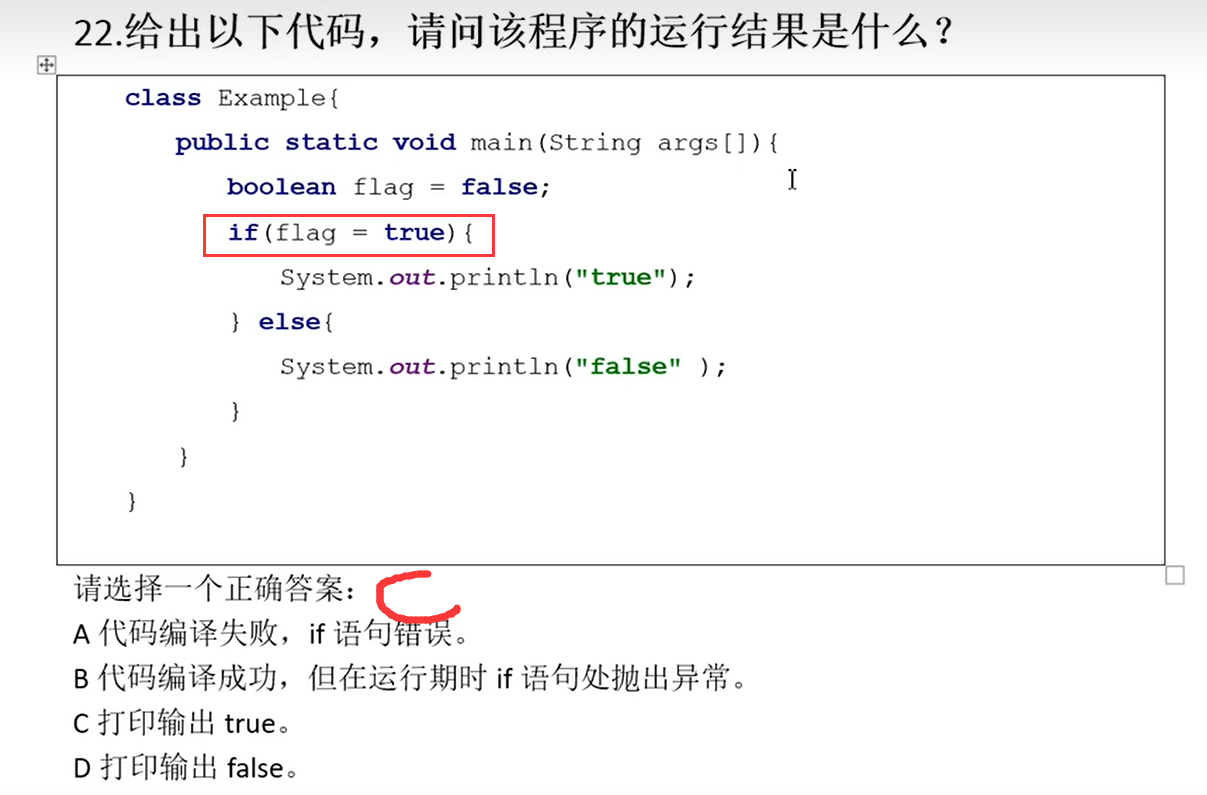 22.给出以下代码，请问该程序的运行结果是什么？
class Example{
public static void main(String args[]){
boolean flag = false;
if(flag = true){
System.out.println("true");
} else{
System.out.println("false" );
}
}
}
请选择一个正确答案： C
A 代码编译失败，if 语句错误。
B 代码编译成功，但在运行期时 if 语句处抛出异常。
C 打印输出 true。
D 打印输出 false。